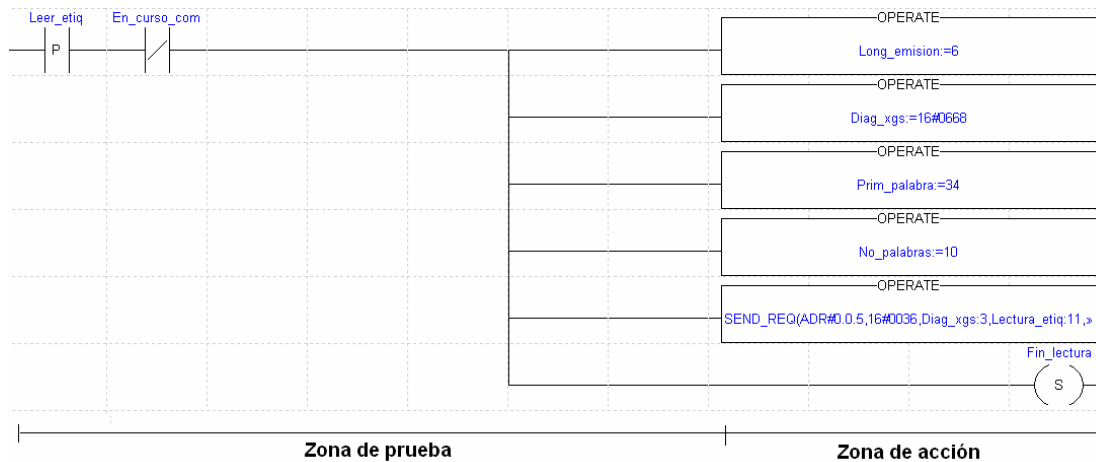 Leer_etiq En_curso_com
P
OPERATE
Long_emision:=6
OPERATE
Diag_xgs:=16#0668
OPERATE
Prim_palabra:=34
OPERATE
No_palabras:=10
OPERATE
SEND_REQ(ADR#0.0.5,16#0036,Diag_xgs:3,Lectura_etiq:11,»
Fin_lectura
S
Zona de prueba Zona de acción